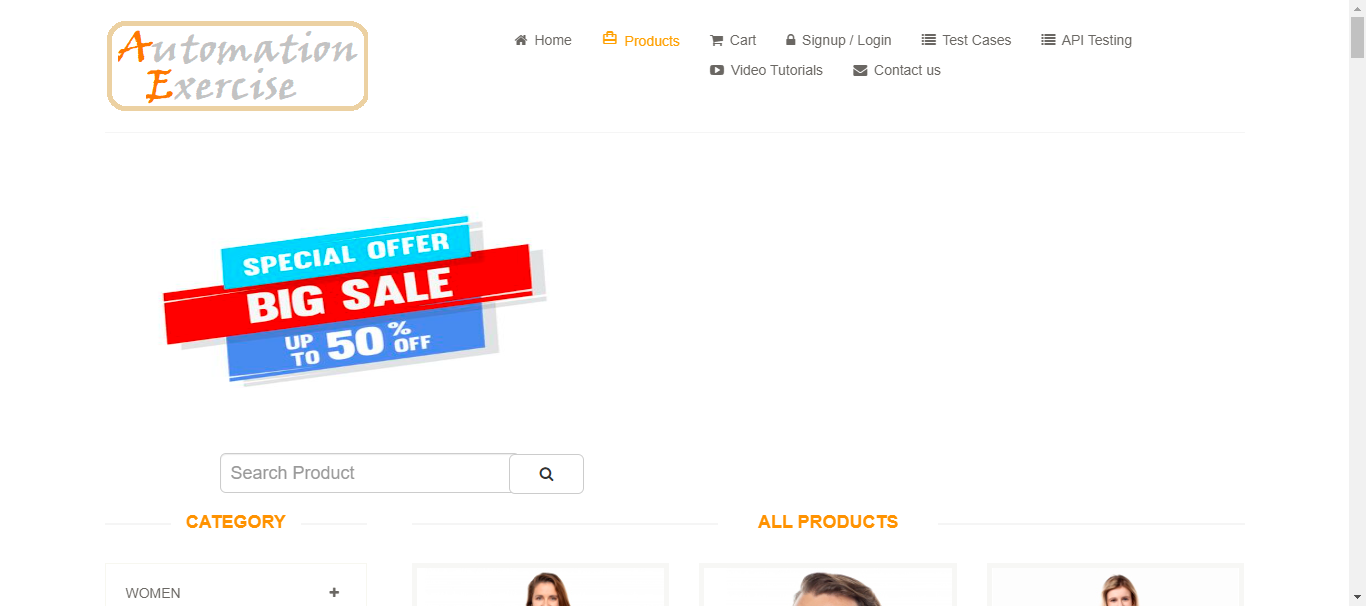 Automation
Exercise
Home
Products
Cart
Signup / Login
Test Cases
API Testing
Video Tutorials
Contact us
SPECIAL OFFER
BIG SALE
UP TO 50% OFF
Search Product
CATEGORY
ALL PRODUCTS
WOMEN